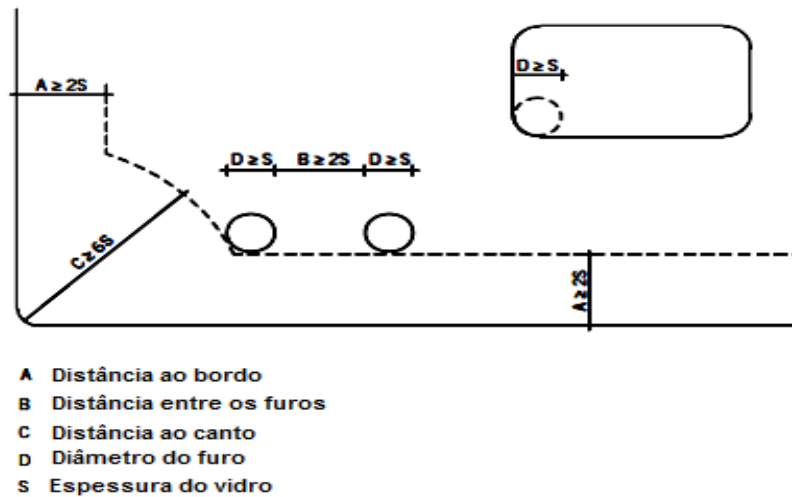 D ≥ S
A ≥ 2S
D ≥ S B ≥ 2S D ≥ S
C ≥ 6S
A ≥ 2S
A Distância ao bordo
B Distância entre os furos
C Distância ao canto
D Diâmetro do furo
S Espessura do vidro